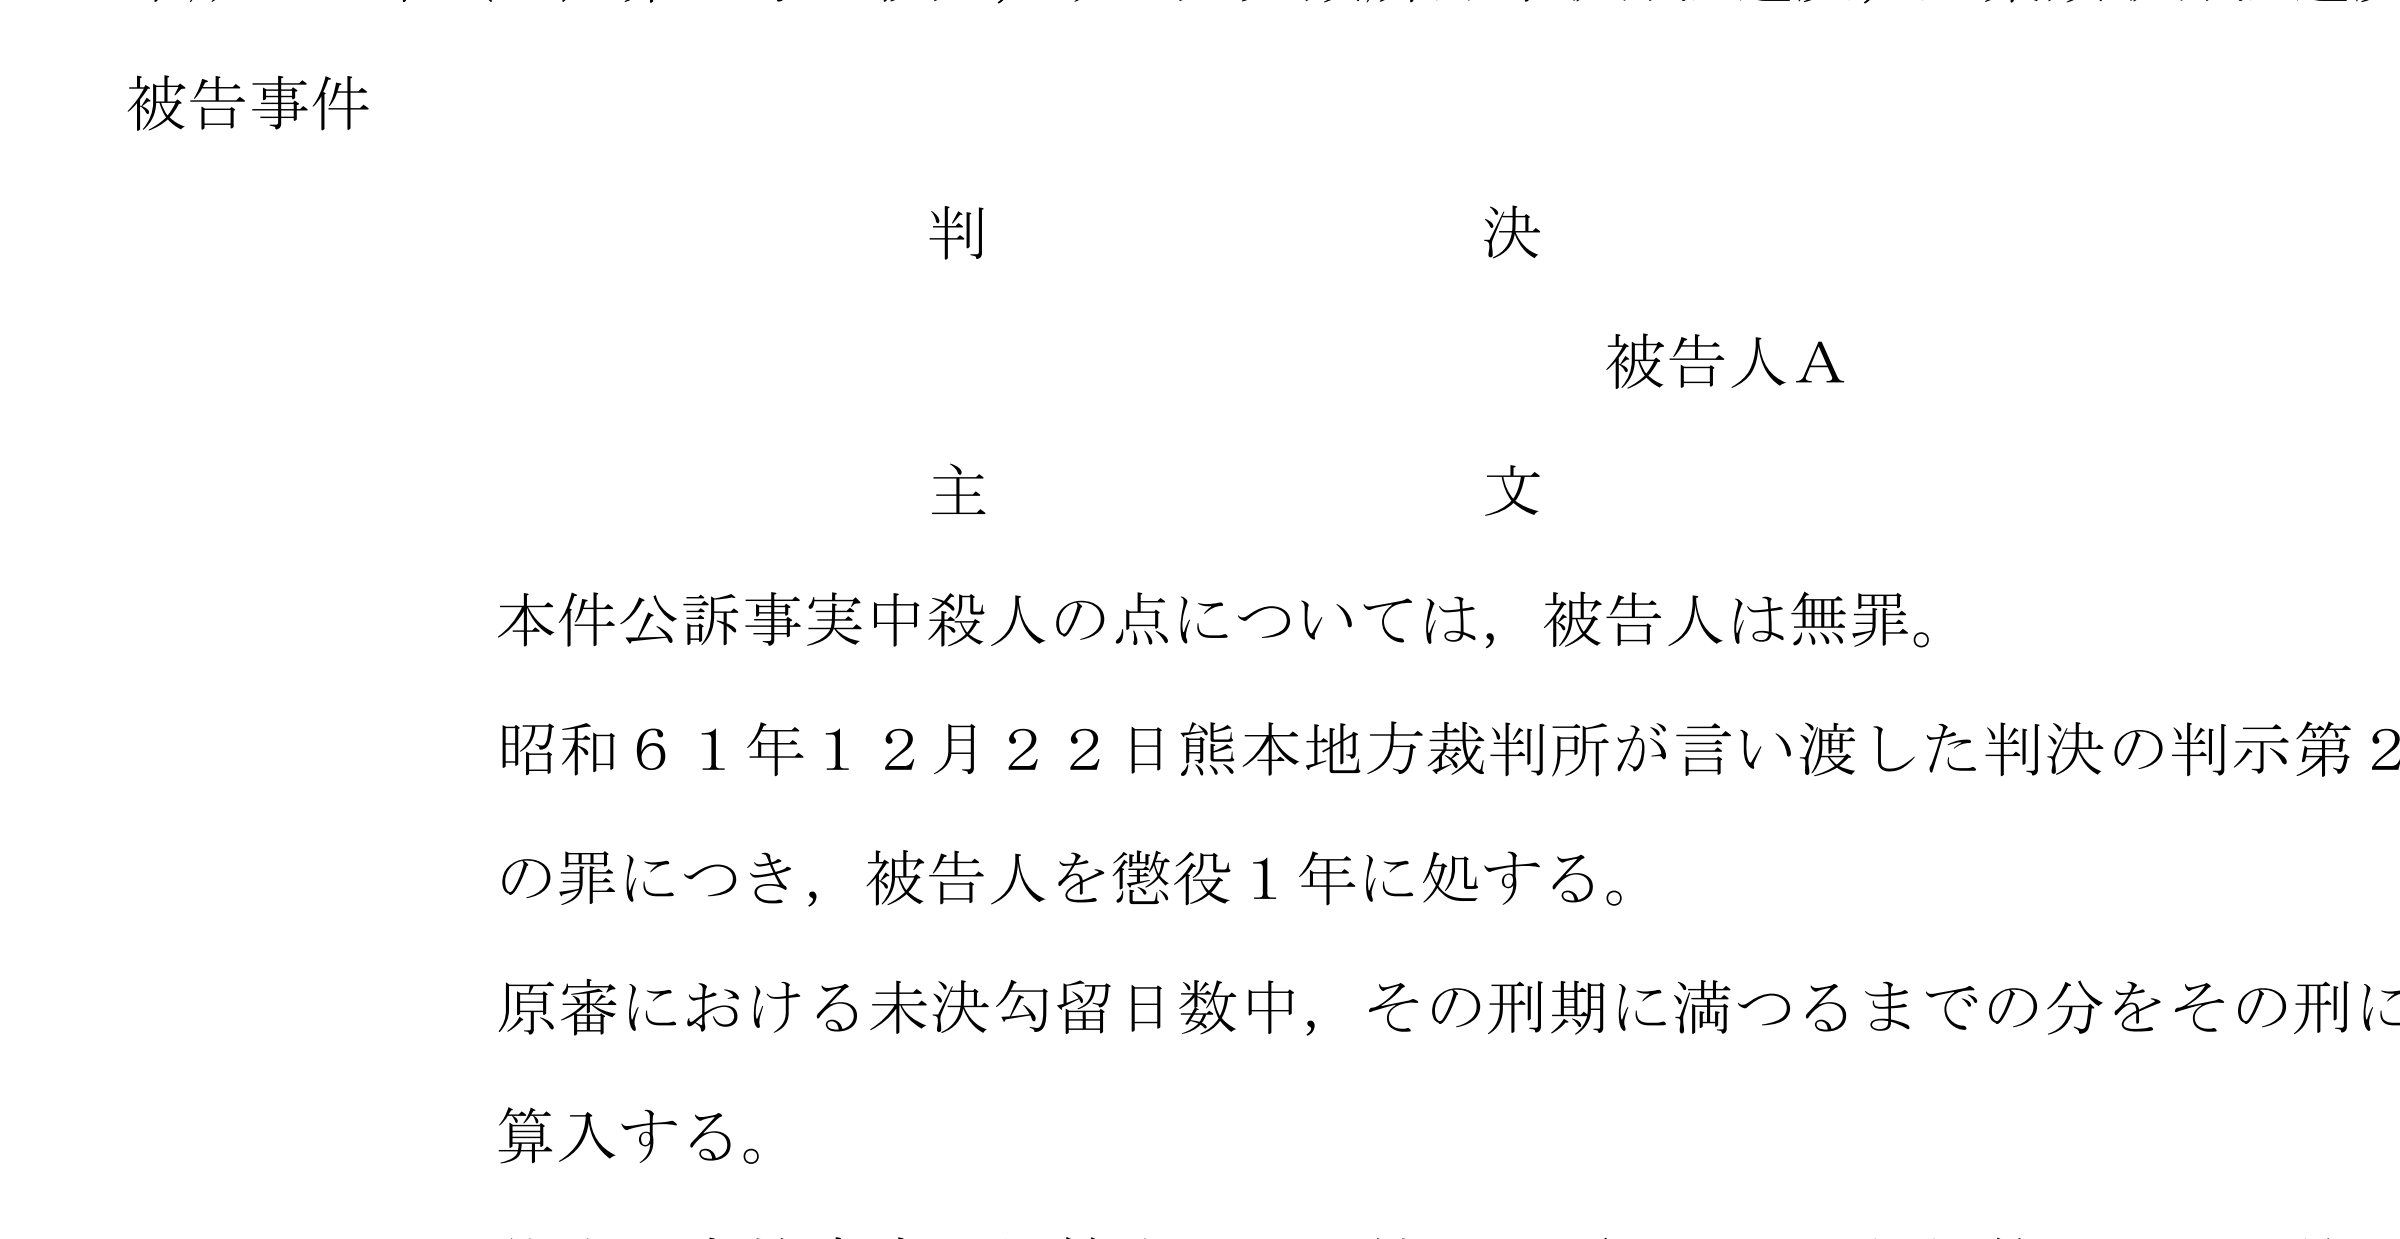 被告事件
判　　　　　　　　決
被告人Ａ
主　　　　　　　　文
本件公訴事実中殺人の点については，被告人は無罪。
昭和６１年１２月２２日熊本地方裁判所が言い渡した判決の判示第２
の罪につき，被告人を懲役１年に処する。
原審における未決勾留日数中，その刑期に満つるまでの分をその刑に
算入する。